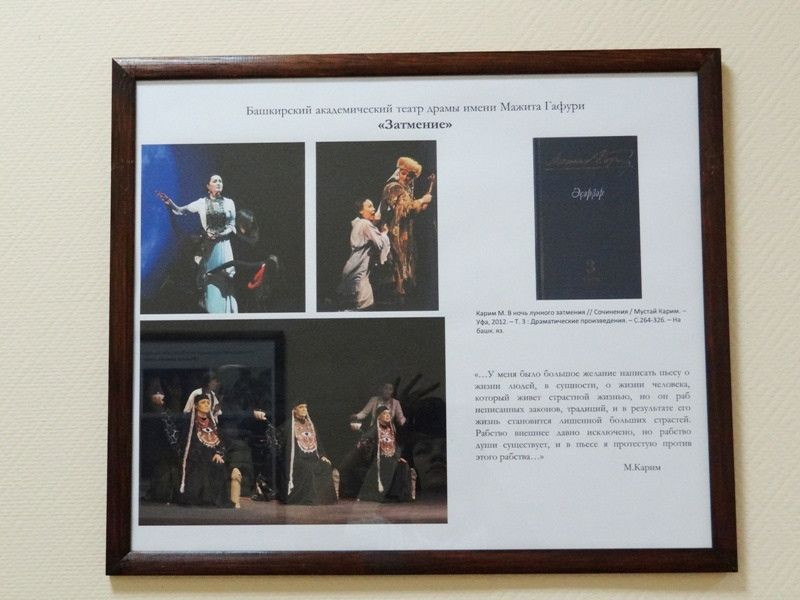 Башкирский академический театр драмы имени Мажита Гафури
«Затмение»
Әҫәрҙәр
3
Карим М. В ночь лунного затмения // Сочинения / Мустай Карим. –
Уфа, 2012. – Т. 3 : Драматические произведения. – С.264-326. – На
башк. яз.
«…У меня было большое желание написать пьесу о
жизни людей, в сущности, о жизни человека,
который живет страстной жизнью, но он раб
неписанных законов, традиций, и в результате его
жизнь становится лишенной больших страстей.
Рабство внешнее давно исключено, но рабство
души существует, и в пьесе я протестую против
этого рабства…»
М.Карим